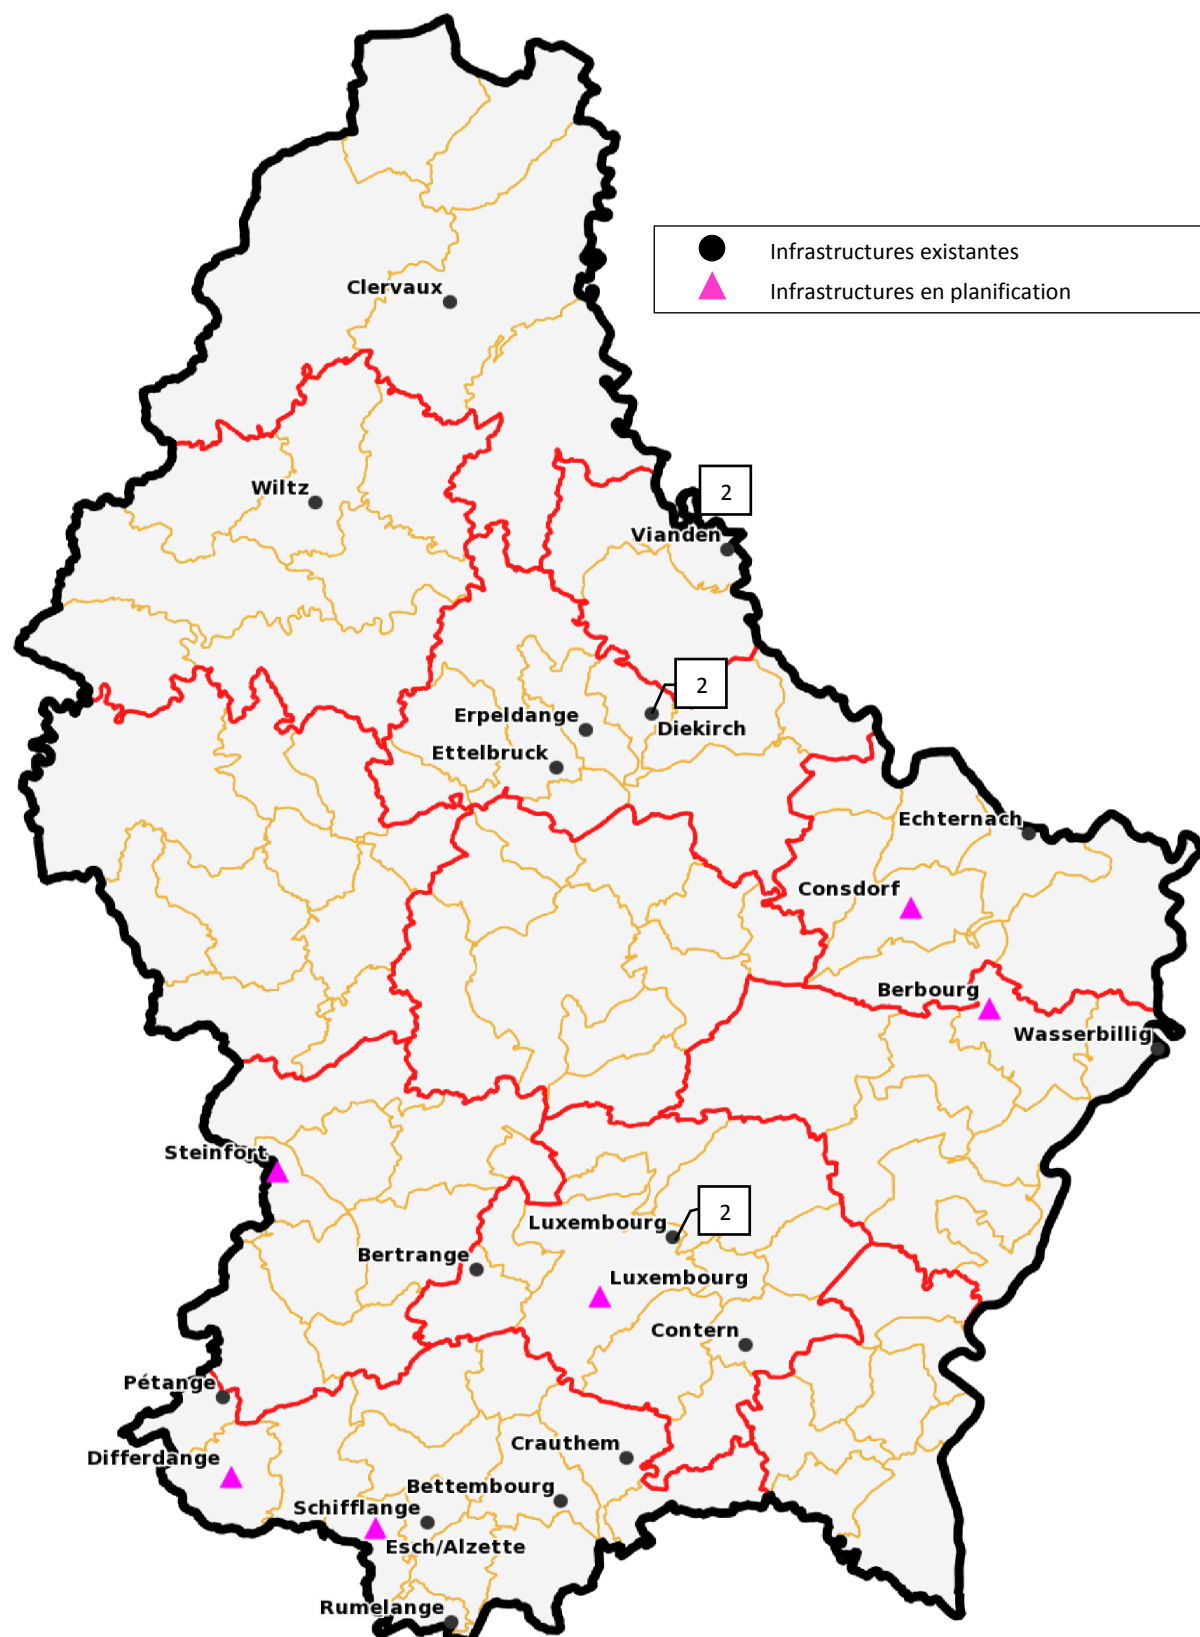 Infrastructures existantes
Infrastructures en planification
Clervaux
Wiltz
2
Vianden
2
Erpeldange
Diekirch
Ettelbruck
Echternach
Consdorf
Berbourg
Wasserbillig
Steinfort
2
Luxembourg
Bertrange
Luxembourg
Contern
Pétange
Crauthem
Differdange
Bettembourg
Schifflange
Esch/Alzette
Rumelange